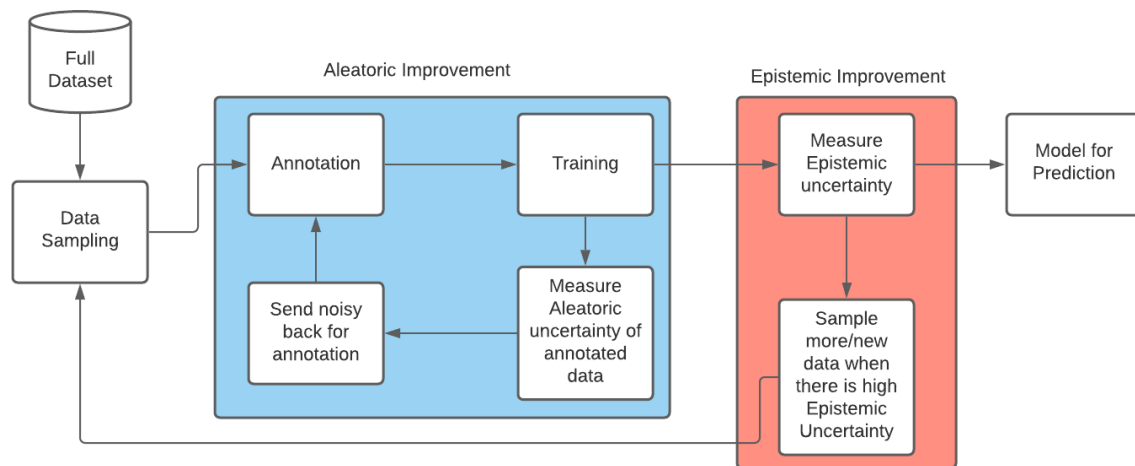 Full
Dataset
Aleatoric Improvement
Epistemic Improvement
Annotation
Training
Measure
Epistemic
uncertainty
Model for
Prediction
Data
Sampling
Send noisy
back for
annotation
Measure
Aleatoric
uncertainty of
annotated
data
Sample
more/new
data when
there is high
Epistemic
Uncertainty